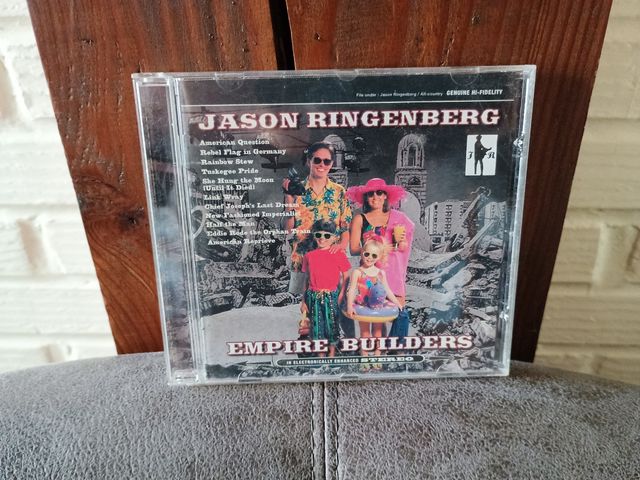 File under : Jason Ringenberg / Alt-country GENUINE HI-FIDELITY
JASON RINGENBERG
American Question
Rebel Flag in Germany
Rainbow Stew
Tuskegee Pride
She Hung the Moon
(Until It Died)
Link Wray
Chief Joseph's Last Dream
New-Fashioned Imperialist
Half the Man
Eddie Rode the Orphan Train
American Reprieve
J R
EMPIRE BUILDERS
IN ELECTRONICALLY ENHANCED STEREO